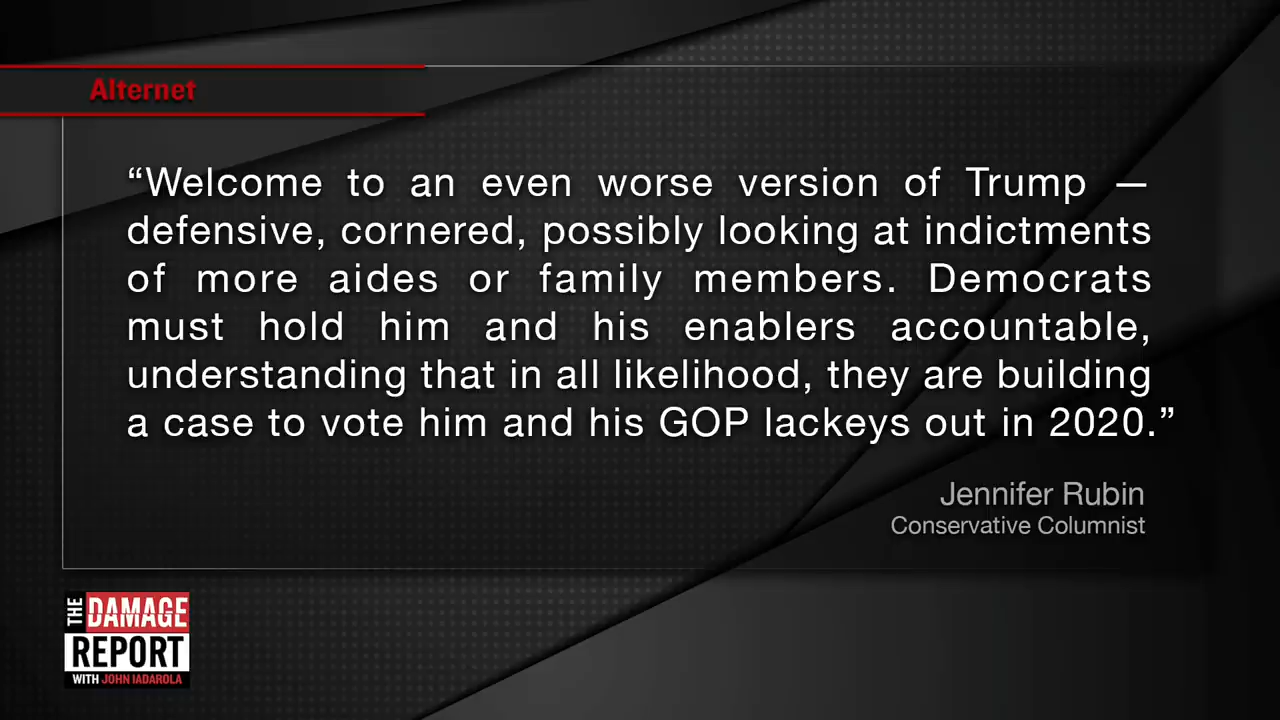 Alternet
“Welcome to an even worse version of Trump —
defensive, cornered, possibly looking at indictments
of more aides or family members. Democrats
must hold him and his enablers accountable,
understanding that in all likelihood, they are building
a case to vote him and his GOP lackeys out in 2020.”
Jennifer Rubin
Conservative Columnist
THE DAMAGE
REPORT
WITH JOHN IADAROLA